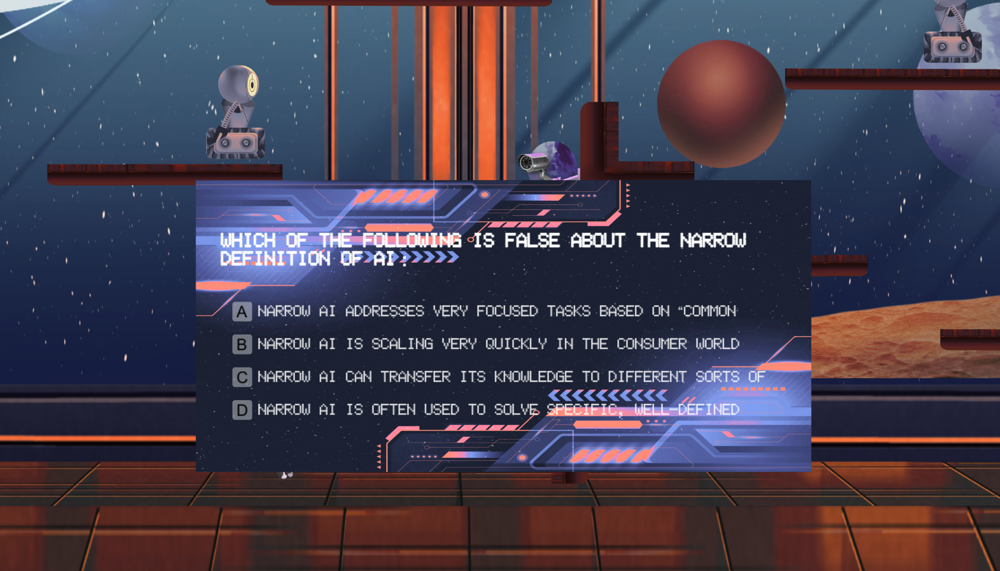 WHICH OF THE FOLLOWING IS FALSE ABOUT THE NARROW
DEFINITION OF AI:
A NARROW AI ADDRESSES VERY FOCUSED TASKS BASED ON “COMMON
B NARROW AI IS SCALING VERY QUICKLY IN THE CONSUMER WORLD
C NARROW AI CAN TRANSFER ITS KNOWLEDGE TO DIFFERENT SORTS OF
D NARROW AI IS OFTEN USED TO SOLVE SPECIFIC, WELL-DEFINED